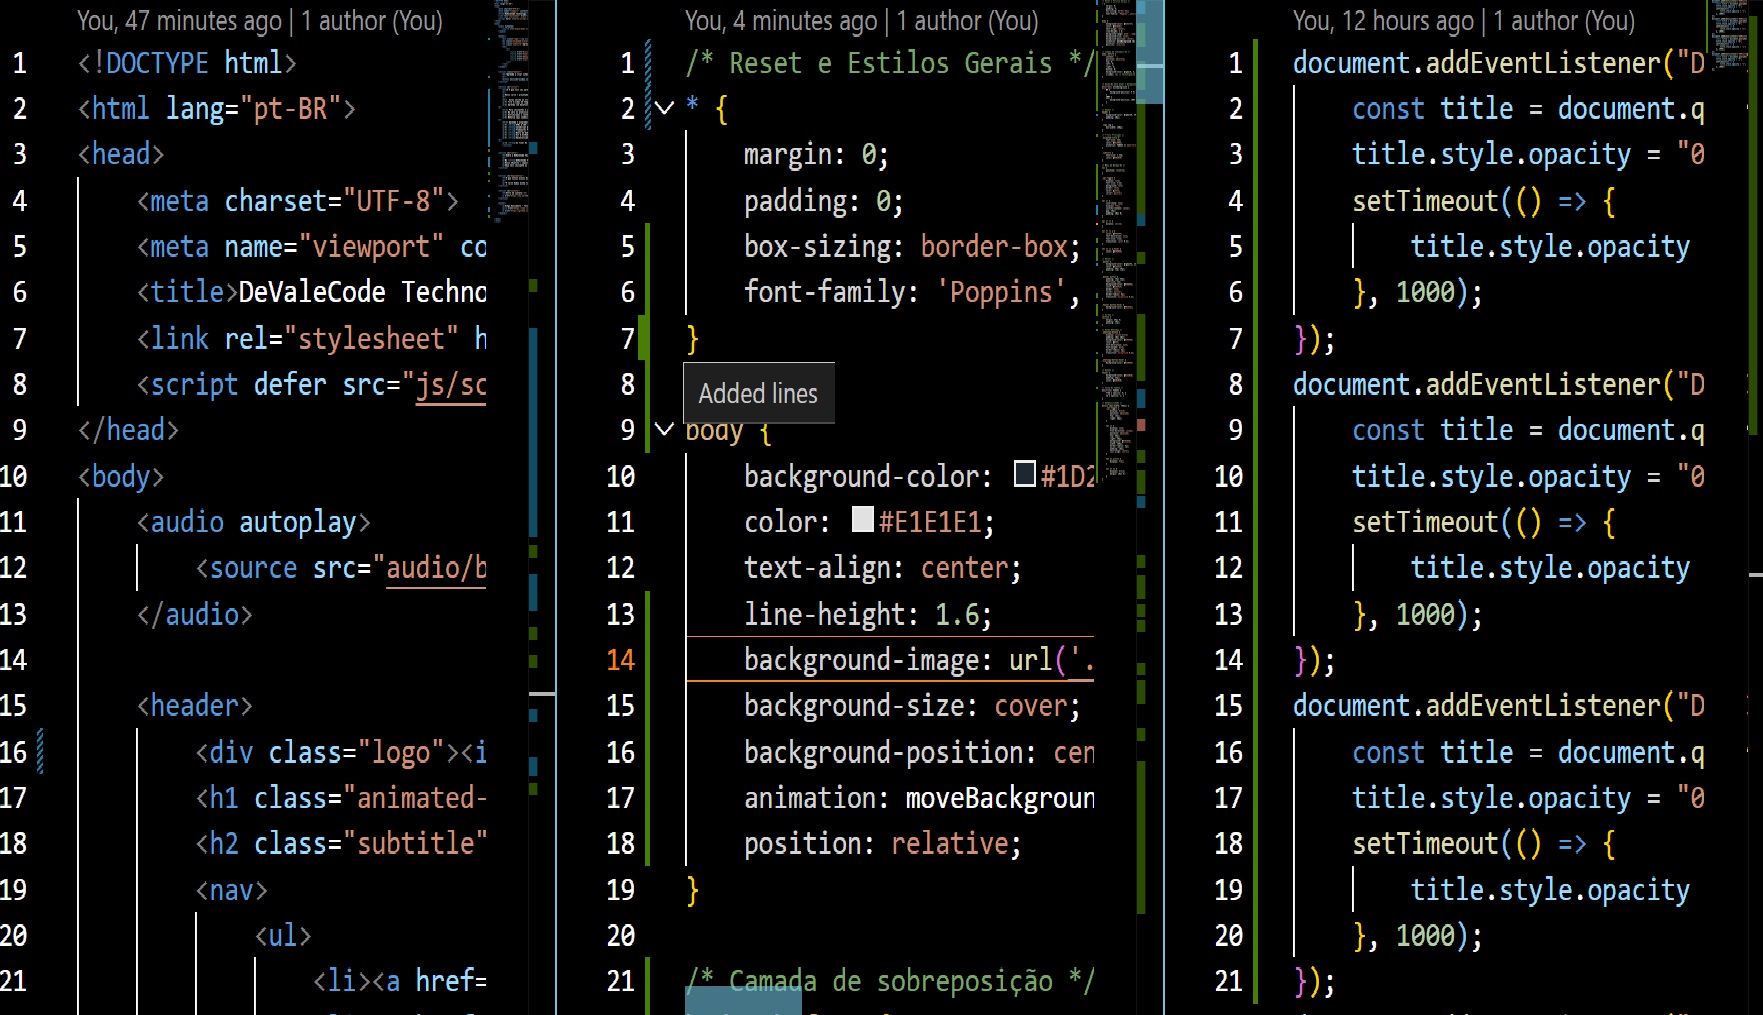 You, 47 minutes ago | 1 author (You)
1 <!DOCTYPE html>
2 <html lang="pt-BR">
3 <head>
4 <meta charset="UTF-8">
5 <meta name="viewport" co
6 <title>DeValeCode Techno
7 <link rel="stylesheet" h
8 <script defer src="js/sc
9 </head>
10 <body>
11 <audio autoplay>
12 <source src="audio/b
13 </audio>
14
15 <header>
16 <div class="logo"><i
17 <h1 class="animated-
18 <h2 class="subtitle"
19 <nav>
20 <ul>
21 <li><a href=
You, 4 minutes ago | 1 author (You)
1 /* Reset e Estilos Gerais */
2 * {
3 margin: 0;
4 padding: 0;
5 box-sizing: border-box;
6 font-family: 'Poppins',
7 }
8
Added lines
9 body {
10 background-color: #1D2
11 color: #E1E1E1;
12 text-align: center;
13 line-height: 1.6;
14 background-image: url('.
15 background-size: cover;
16 background-position: cen
17 animation: moveBackgroun
18 position: relative;
19 }
20
21 /* Camada de sobreposição */
You, 12 hours ago | 1 author (You)
1 document.addEventListener("D
2 const title = document.q
3 title.style.opacity = "0
4 setTimeout(() => {
5 title.style.opacity
6 }, 1000);
7 });
8 document.addEventListener("D
9 const title = document.q
10 title.style.opacity = "0
11 setTimeout(() => {
12 title.style.opacity
13 }, 1000);
14 });
15 document.addEventListener("D
16 const title = document.q
17 title.style.opacity = "0
18 setTimeout(() => {
19 title.style.opacity
20 }, 1000);
21 });